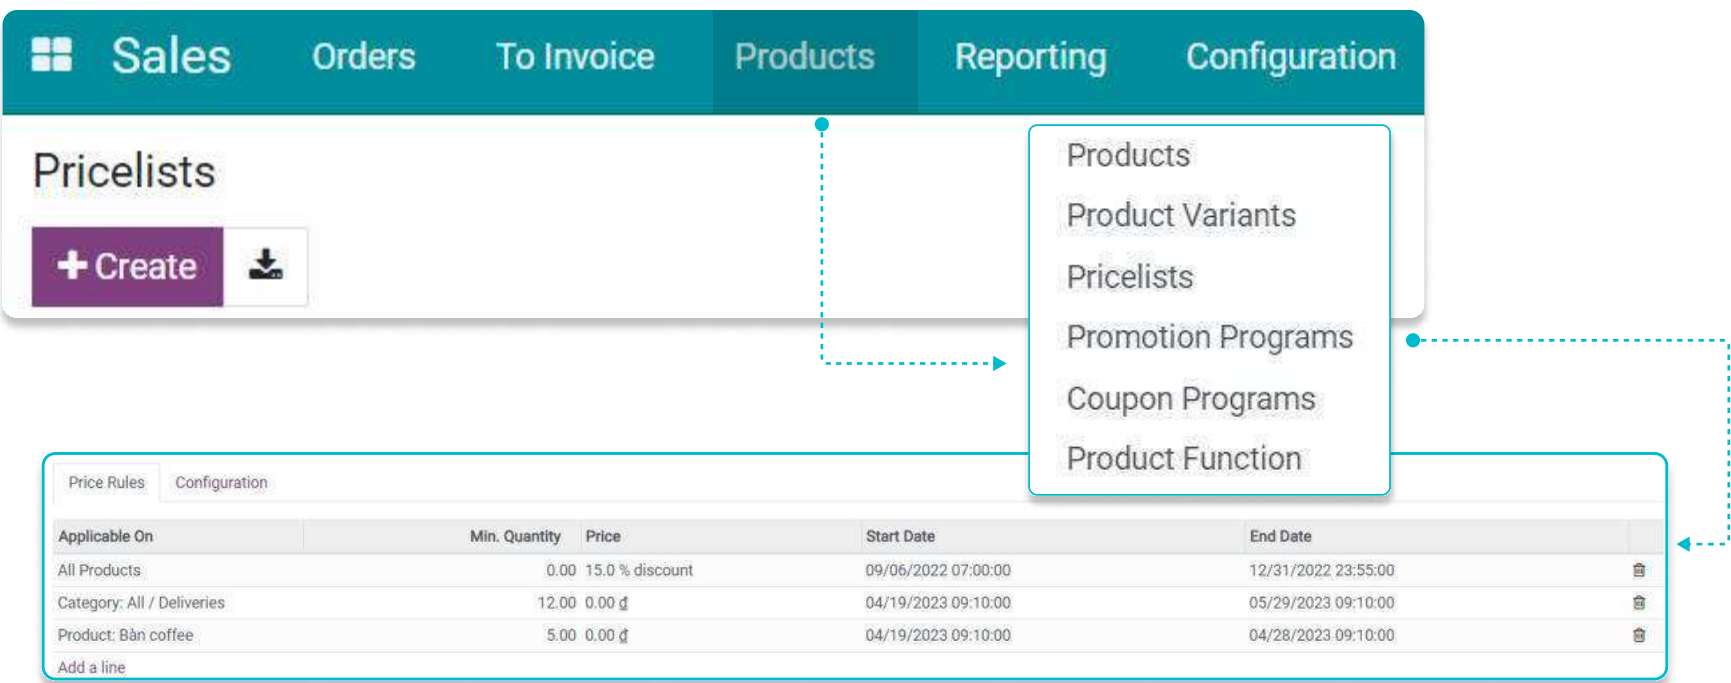 Sales Orders To Invoice Products Reporting Configuration
Pricelists
Create
Products
Product Variants
Pricelists
Promotion Programs
Coupon Programs
Product Function
Price Rules Configuration
Applicable On Min. Quantity Price Start Date End Date
All Products 0.00 15.0 % discount 09/06/2022 07:00:00 12/31/2022 23:55:00
Category: All / Deliveries 12.00 0.00 ₫ 04/19/2023 09:10:00 05/29/2023 09:10:00
Product: Bàn coffee 5.00 0.00 ₫ 04/19/2023 09:10:00 04/28/2023 09:10:00
Add a line